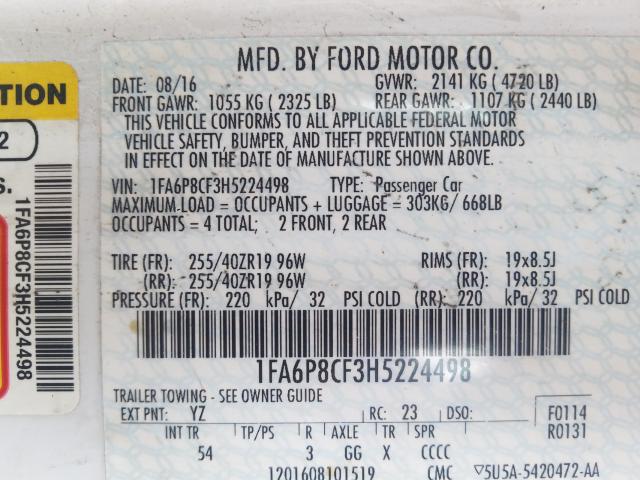 TION
2
S.
1FA6P8CF3H5224498
MFD. BY FORD MOTOR CO.
DATE: 08/16 GVWR: 2141 KG ( 4720 LB)
FRONT GAWR: 1055 KG ( 2325 LB) REAR GAWR: 1107 KG ( 2440 LB)
THIS VEHICLE CONFORMS TO ALL APPLICABLE FEDERAL MOTOR
VEHICLE SAFETY, BUMPER, AND THEFT PREVENTION STANDARDS
IN EFFECT ON THE DATE OF MANUFACTURE SHOWN ABOVE.
VIN: 1FA6P8CF3H5224498 TYPE: Passenger Car
MAXIMUM-LOAD = OCCUPANTS + LUGGAGE = 303KG/ 668LB
OCCUPANTS = 4 TOTAL; 2 FRONT, 2 REAR
TIRE (FR): 255/40ZR19 96W RIMS (FR): 19x8.5J
(RR): 255/40ZR19 96W (RR): 19x8.5J
PRESSURE (FR): 220 kPa/ 32 PSI COLD (RR): 220 kPa/ 32 PSI COLD
1FA6P8CF3H5224498
TRAILER TOWING - SEE OWNER GUIDE
EXT PNT: YZ RC: 23 DSO: F0114
R0131
INT TR TP/PS R AXLE TR SPR
54 3 GG X CCCC
1201608101519 CMC ▽5U5A-5420472-AA